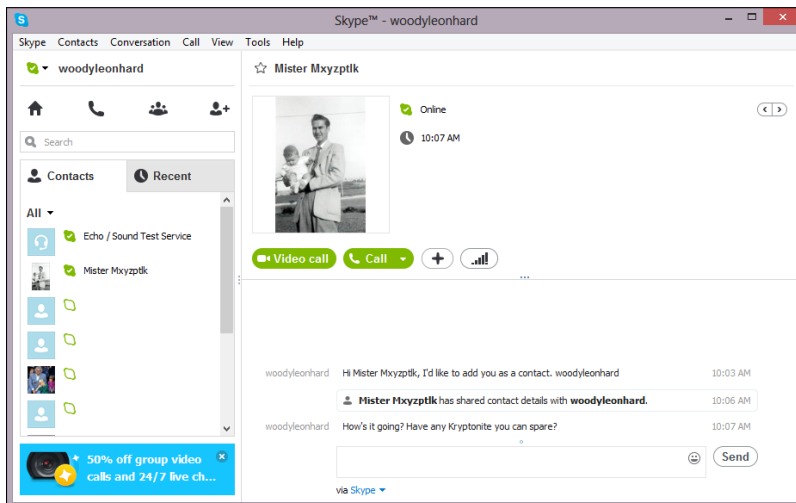 Skype™ - woodyleonhard
Skype Contacts Conversation Call View Tools Help
woodyleonhard
Search
Contacts
Recent
All
Echo / Sound Test Service
Mister Mxyzptlk
50% off group video
calls and 24/7 live ch...
Mister Mxyzptlk
Online
10:07 AM
Video call
Call
woodyleonhard Hi Mister Mxyzptlk, I'd like to add you as a contact. woodyleonhard 10:03 AM
Mister Mxyzptlk has shared contact details with woodyleonhard. 10:06 AM
woodyleonhard How's it going? Have any Kryptonite you can spare? 10:07 AM
Send
via Skype